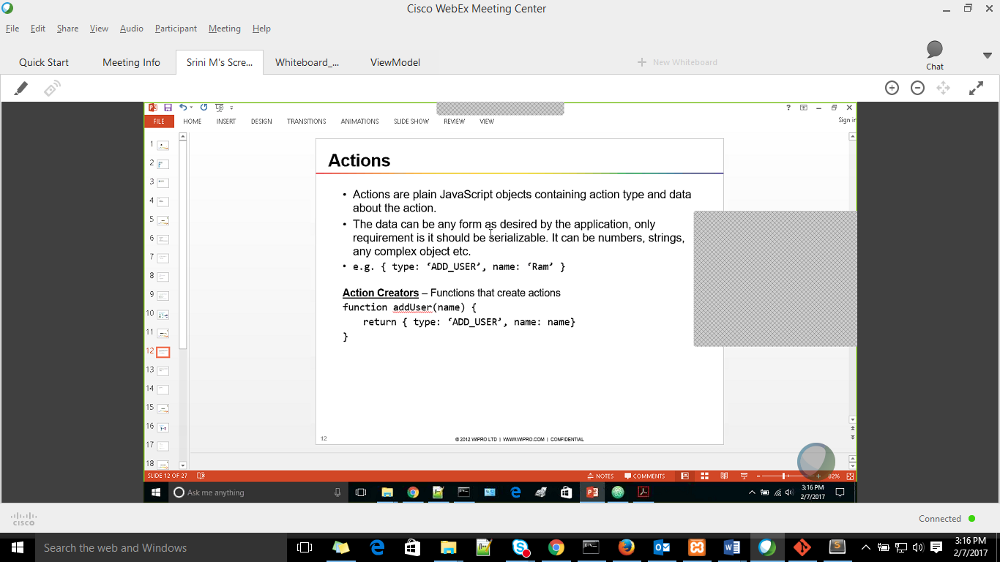 Cisco WebEx Meeting Center
File Edit Share View Audio Participant Meeting Help
Quick Start Meeting Info Srini M's Scre... Whiteboard_... ViewModel New Whiteboard
Chat
FILE HOME INSERT DESIGN TRANSITIONS ANIMATIONS SLIDE SHOW REVIEW VIEW
Sign in
1
2
3
4
5
6
7
8
9
10
11
12
13
14
15
16
17
18
Actions
• Actions are plain JavaScript objects containing action type and data
about the action.
• The data can be any form as desired by the application, only
requirement is it should be serializable. It can be numbers, strings,
any complex object etc.
• e.g. { type: ‘ADD_USER’, name: ‘Ram’ }
Action Creators – Functions that create actions
function addUser(name) {
return { type: ‘ADD_USER’, name: name}
}
12
© 2012 WIPRO LTD | WWW.WIPRO.COM | CONFIDENTIAL
SLIDE 12 OF 27
NOTES COMMENTS 82%
Ask me anything
3:16 PM
2/7/2017
CISCO
Connected
Search the web and Windows
3:16 PM
2/7/2017